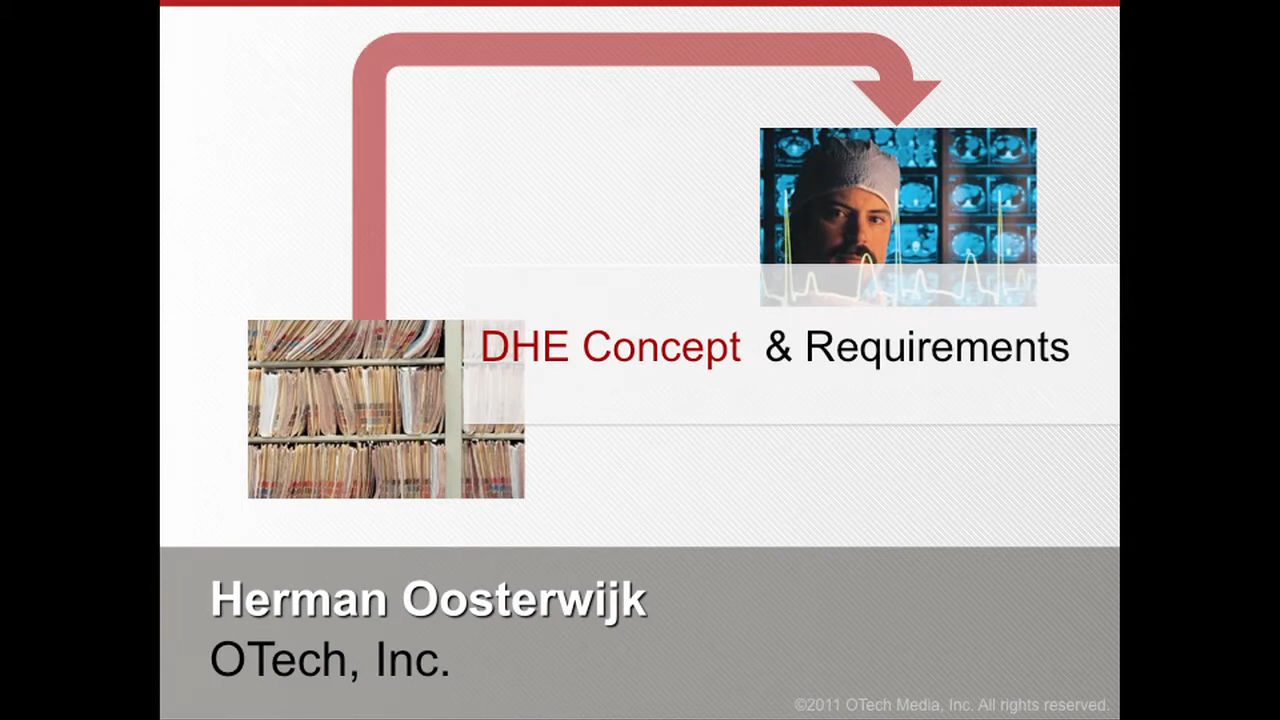 DHE Concept & Requirements
Herman Oosterwijk
OTech, Inc.
©2011 OTech Media, Inc. All rights reserved.